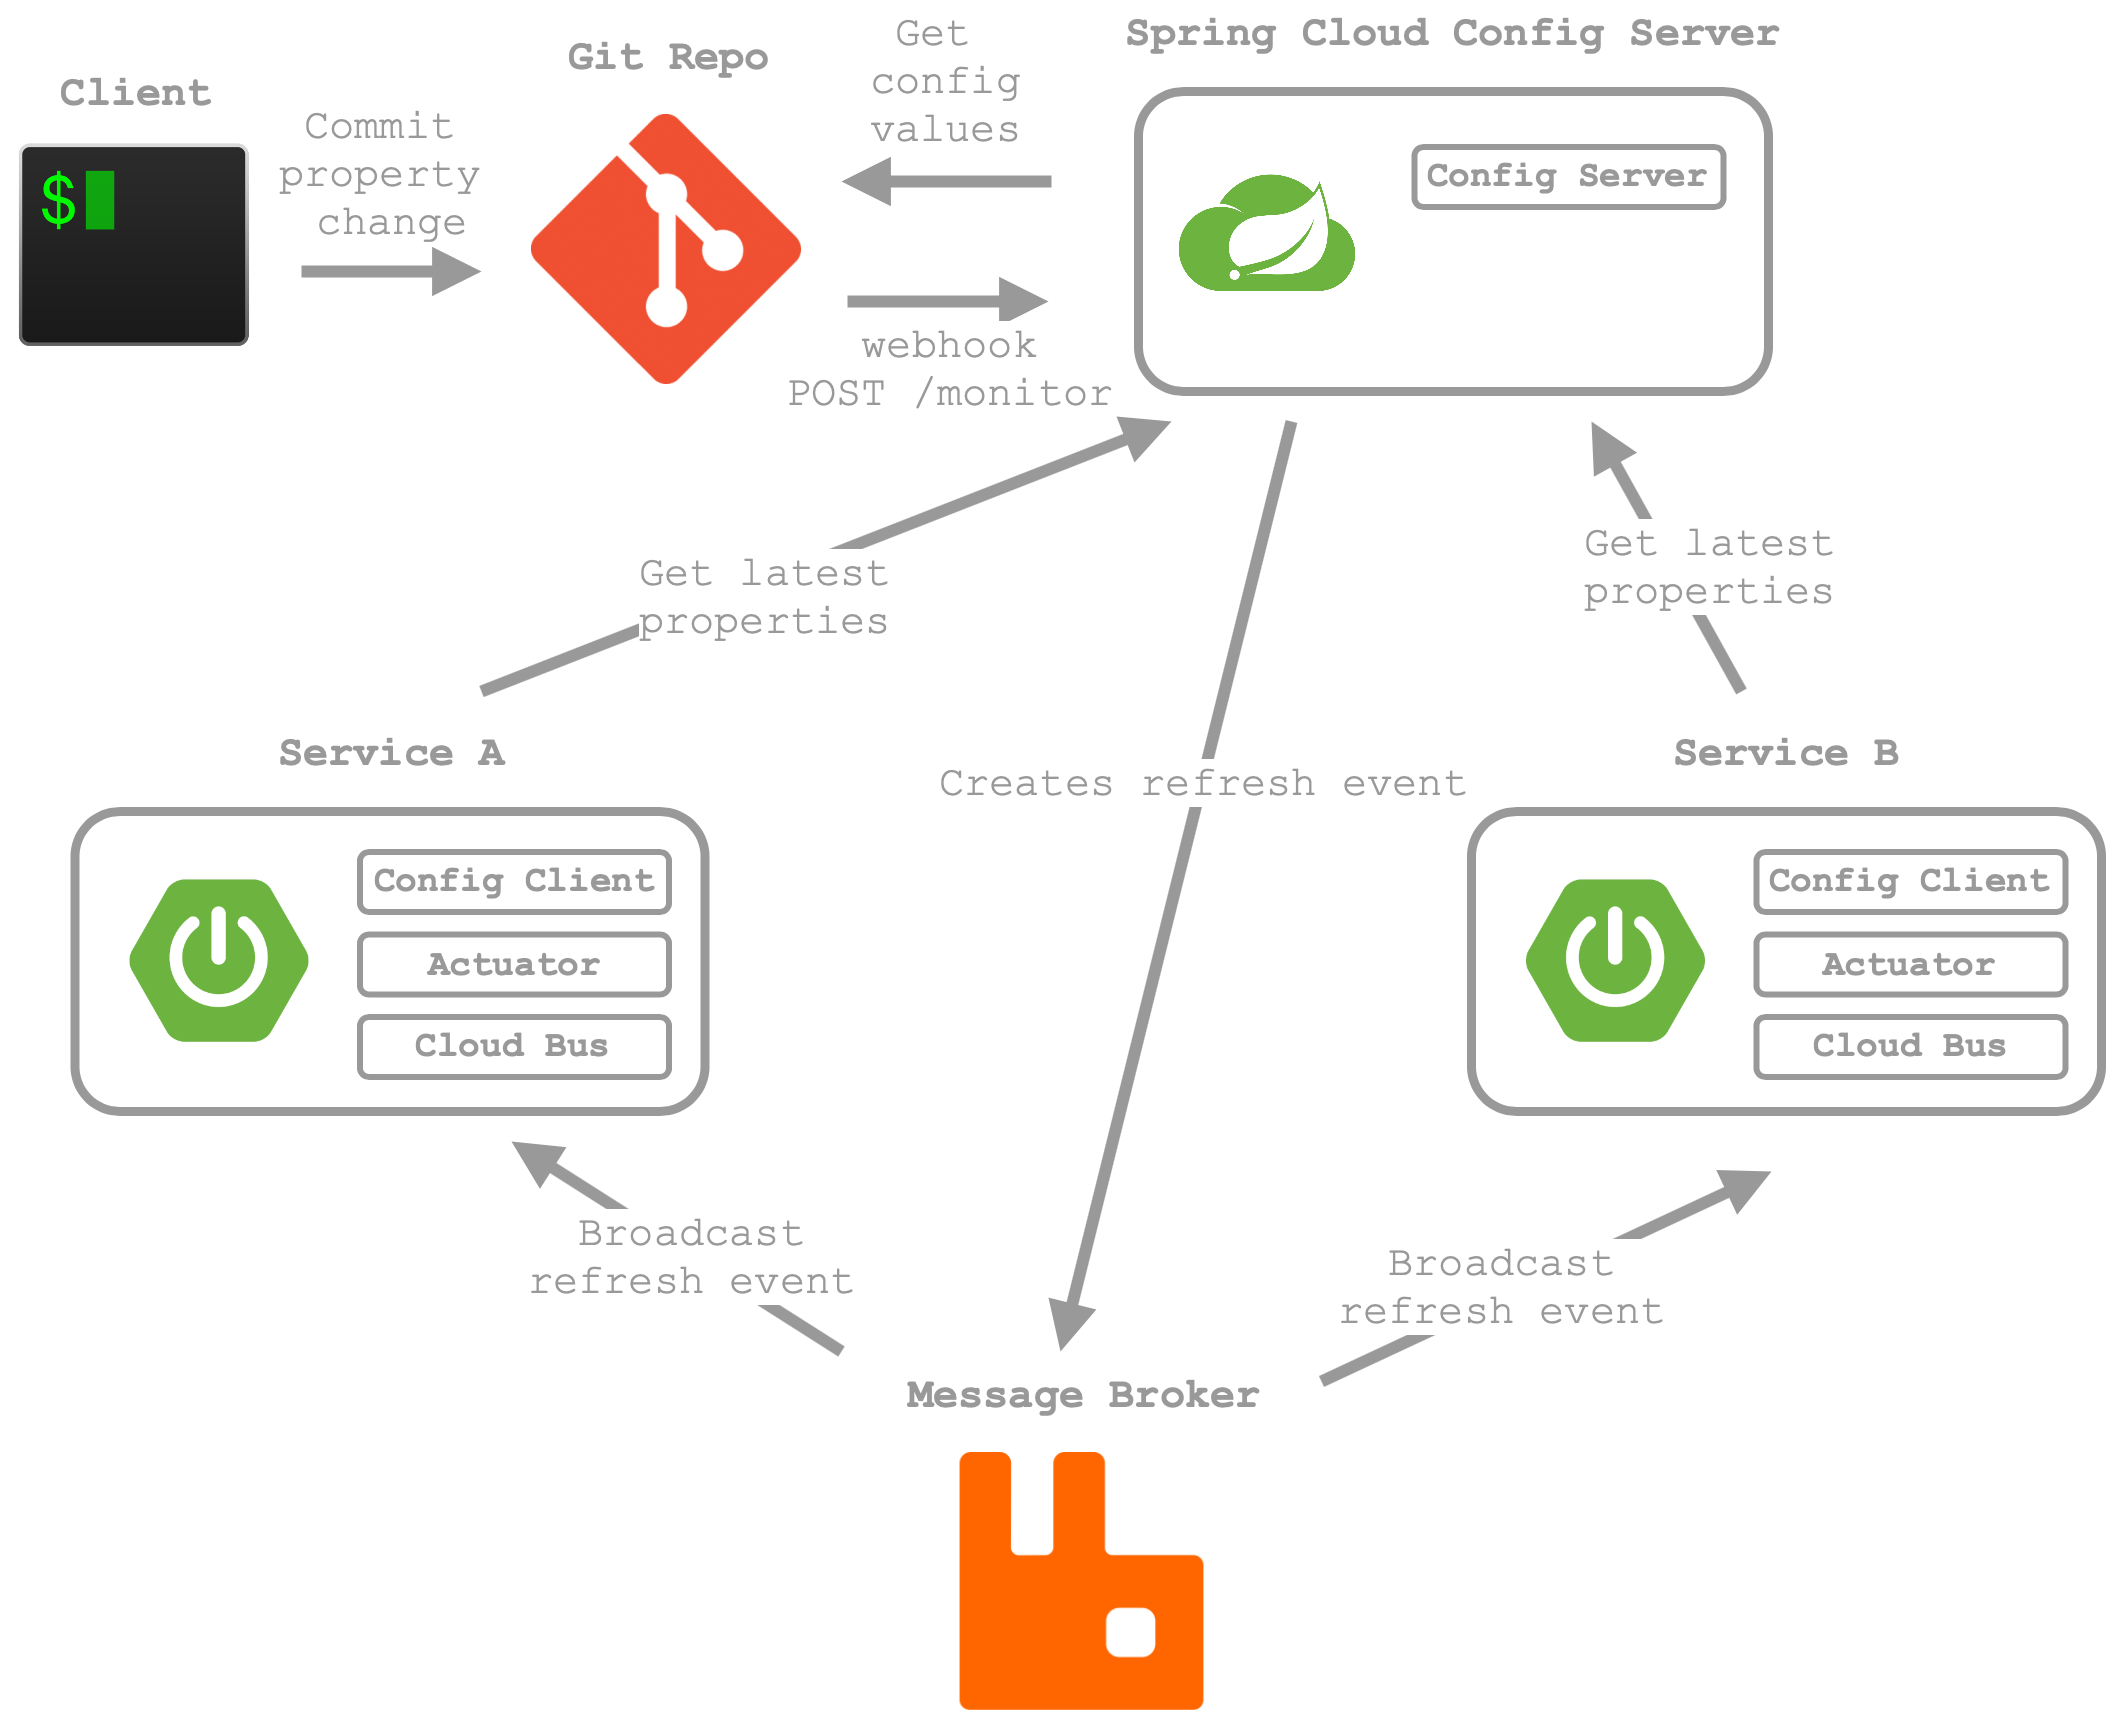 Client
$
Commit
property
change
Git Repo
Get
config
values
webhook
POST /monitor
Spring Cloud Config Server
Config Server
Get latest
properties
Get latest
properties
Creates refresh event
Service A
Config Client
Actuator
Cloud Bus
Service B
Config Client
Actuator
Cloud Bus
Broadcast
refresh event
Broadcast
refresh event
Message Broker